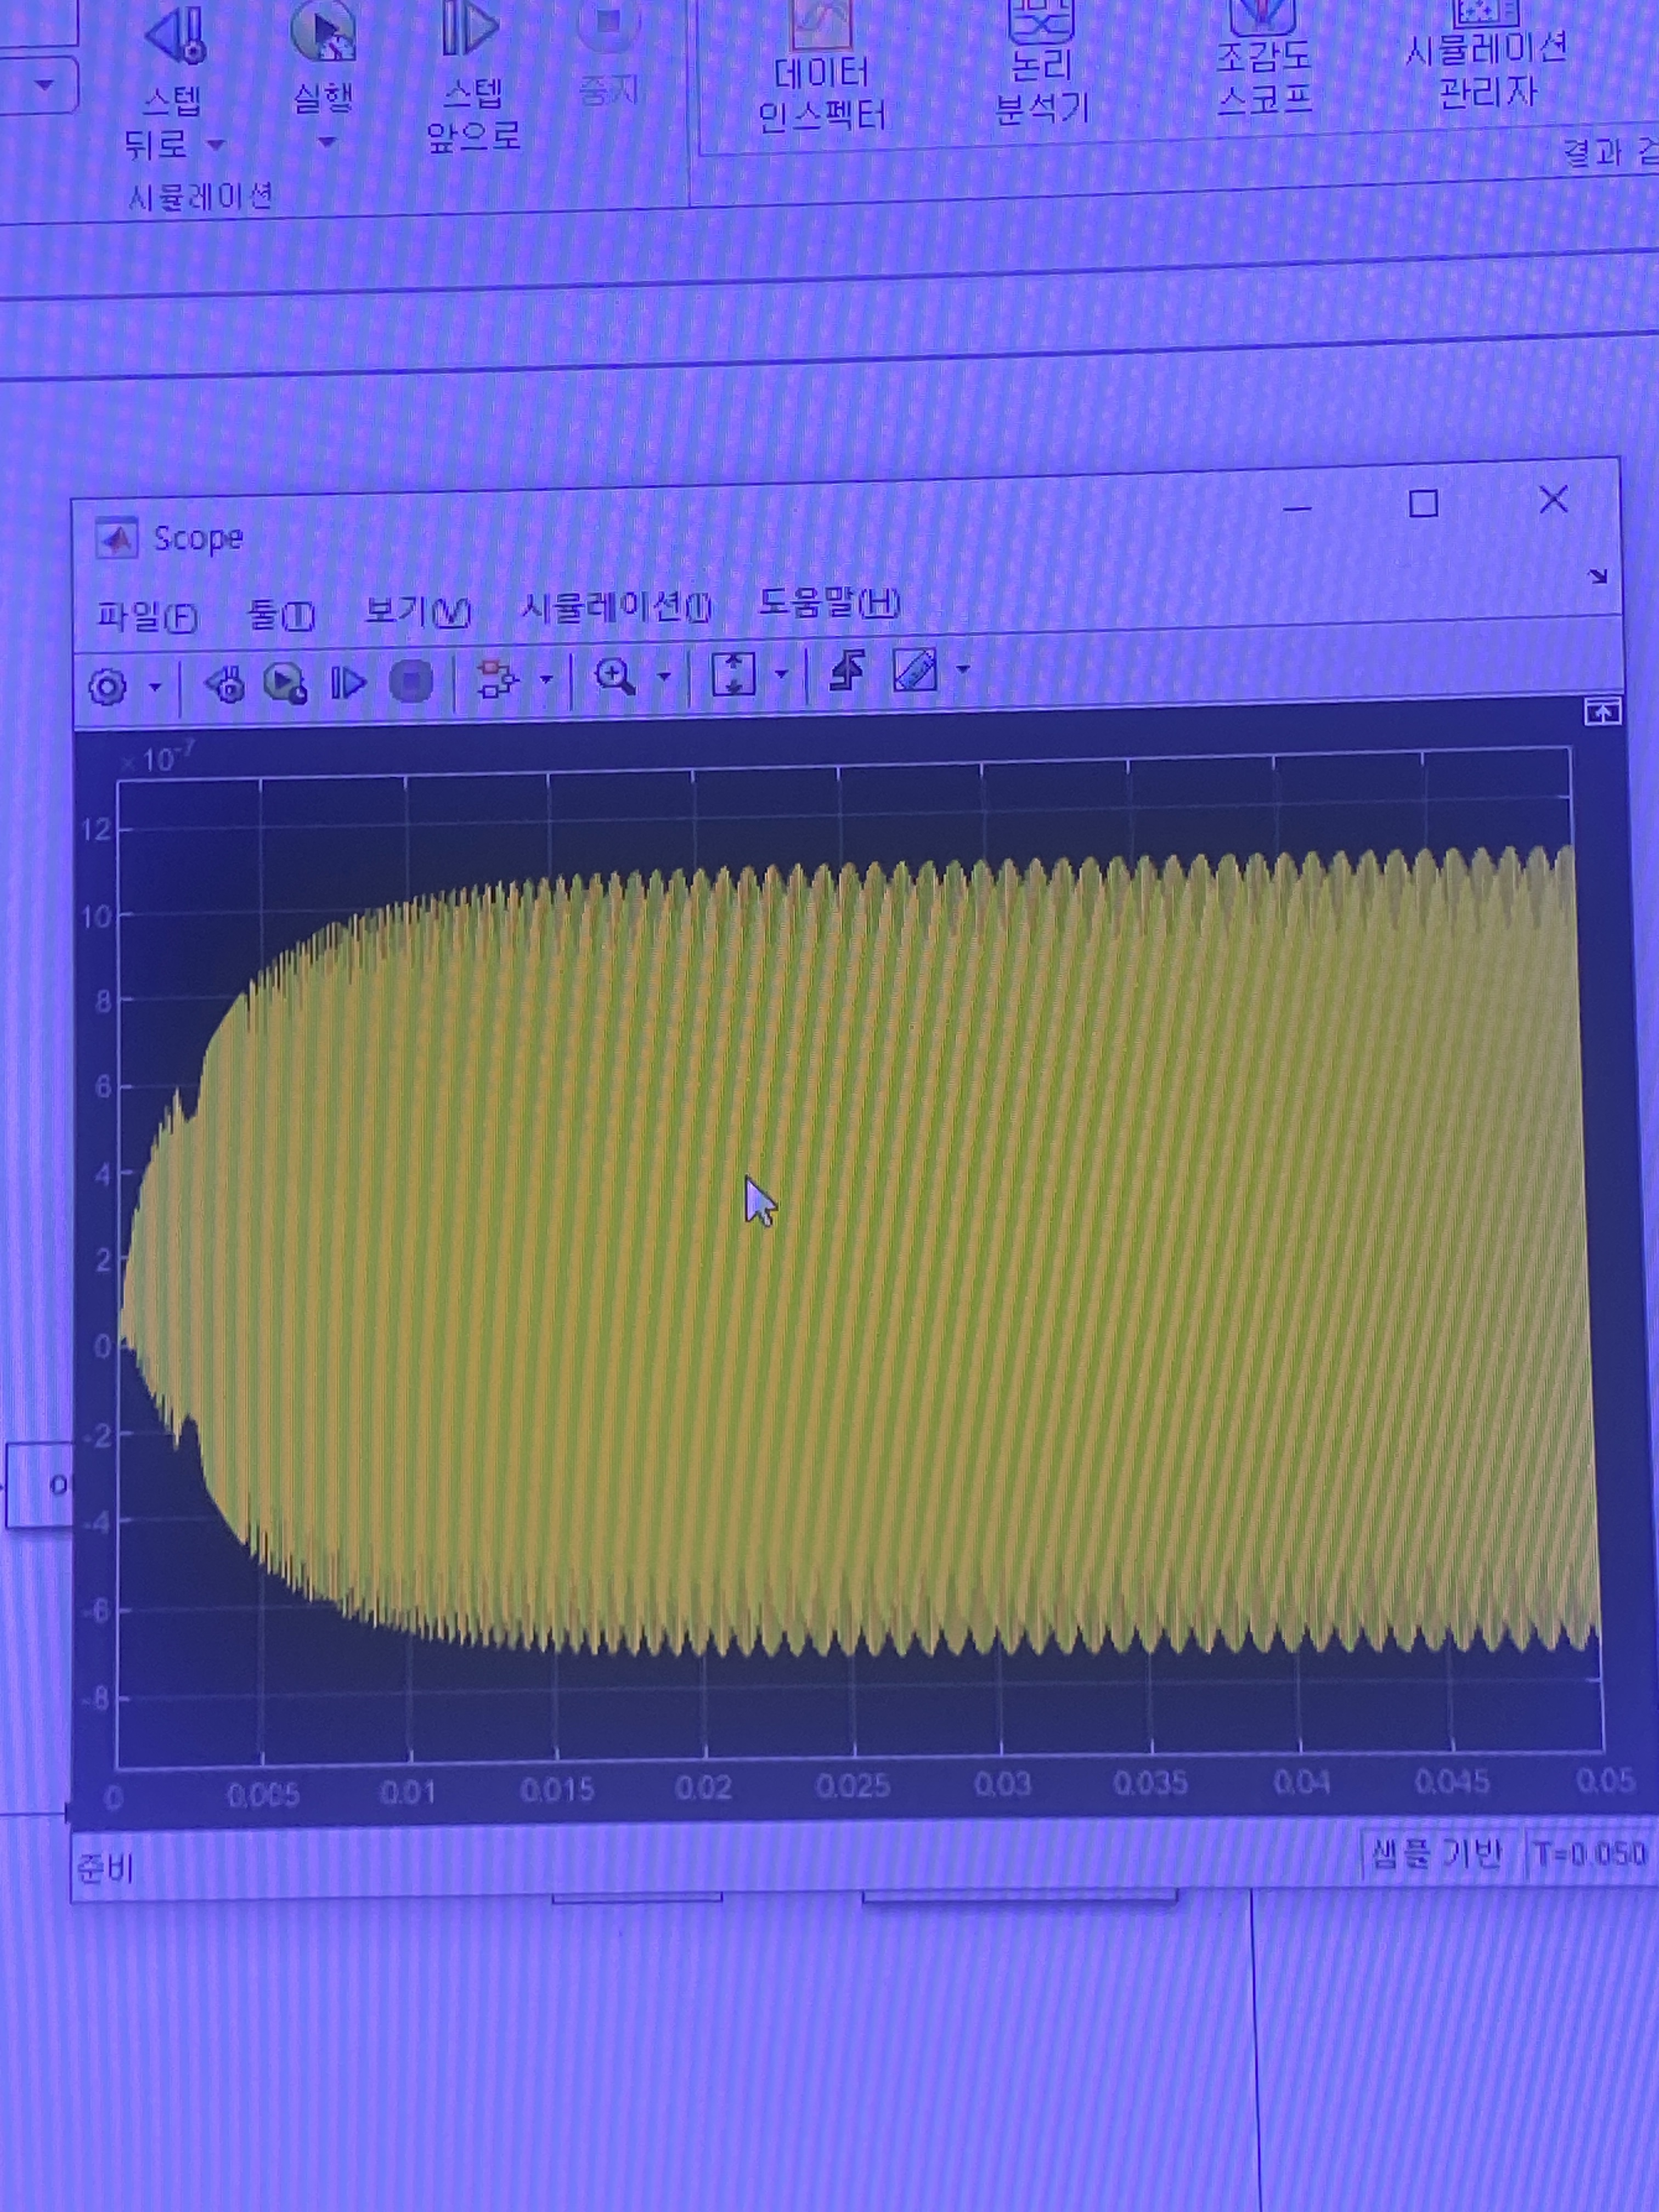 스텝
뒤로
실행
스텝
앞으로
중지
시뮬레이션
데이터
인스펙터
논리
분석기
조감도
스코프
시뮬레이션
관리자
결과
Scope
파일(F) 툴(T) 보기(V) 시뮬레이션(I) 도움말(H)
×10-7
12
10
8
6
4
2
0
-2
-4
-6
-8
0 0.005 0.01 0.015 0.02 0.025 0.03 0.035 0.04 0.045 0.05
준비 샘플 기반 T=0.050